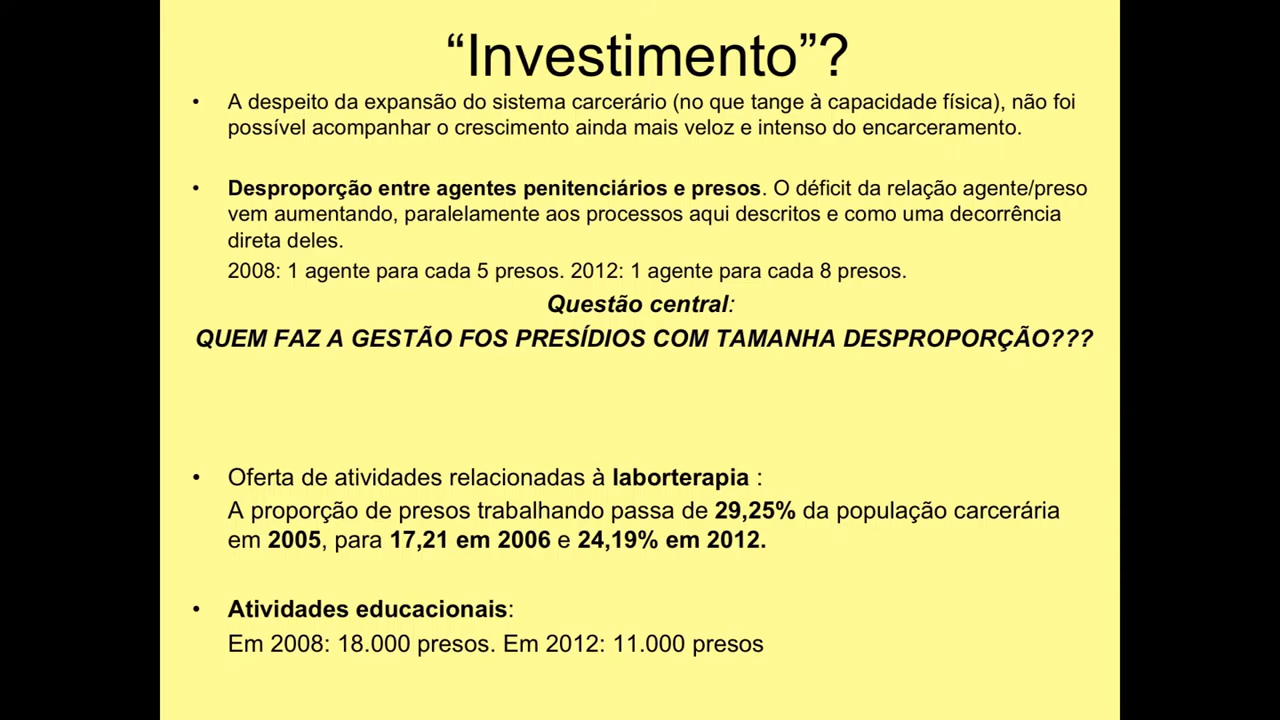 “Investimento”?
• A despeito da expansão do sistema carcerário (no que tange à capacidade física), não foi
possível acompanhar o crescimento ainda mais veloz e intenso do encarceramento.
• Desproporção entre agentes penitenciários e presos. O déficit da relação agente/preso
vem aumentando, paralelamente aos processos aqui descritos e como uma decorrência
direta deles.
2008: 1 agente para cada 5 presos. 2012: 1 agente para cada 8 presos.
Questão central:
QUEM FAZ A GESTÃO FOS PRESÍDIOS COM TAMANHA DESPROPORÇÃO???
• Oferta de atividades relacionadas à laborterapia :
A proporção de presos trabalhando passa de 29,25% da população carcerária
em 2005, para 17,21 em 2006 e 24,19% em 2012.
• Atividades educacionais:
Em 2008: 18.000 presos. Em 2012: 11.000 presos